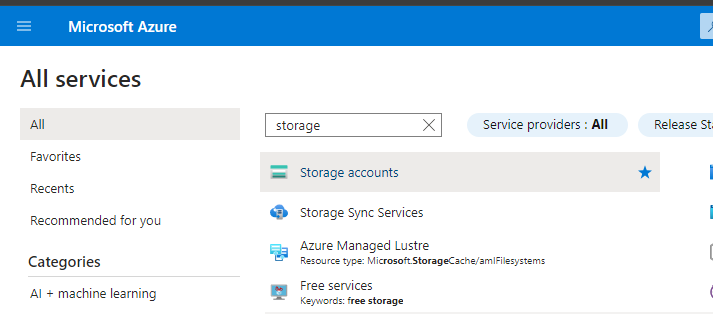 Microsoft Azure
All services
All
Favorites
Recents
Recommended for you
Categories
AI + machine learning
storage
Service providers : All
Release Sta
Storage accounts
Storage Sync Services
Azure Managed Lustre
Resource type: Microsoft.StorageCache/amlFilesystems
Free services
Keywords: free storage